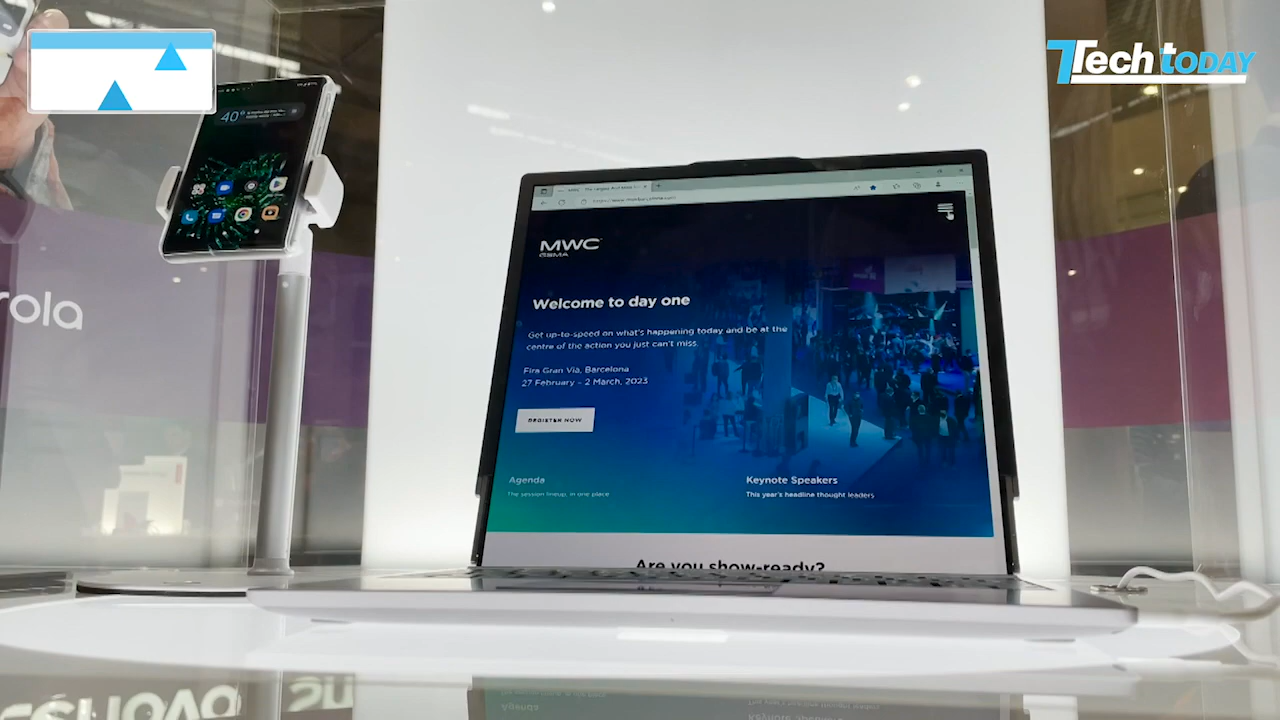 Tech today
40°
rola
MWC
GSMA
Welcome to day one
Get up-to-speed on what's happening today and be at the
centre of the action you just can't miss.
Fira Gran Via, Barcelona
27 February - 2 March, 2023
REGISTER NOW
Agenda
The session lineup, in one place
Keynote Speakers
This year's headline thought leaders
Are you show-ready?